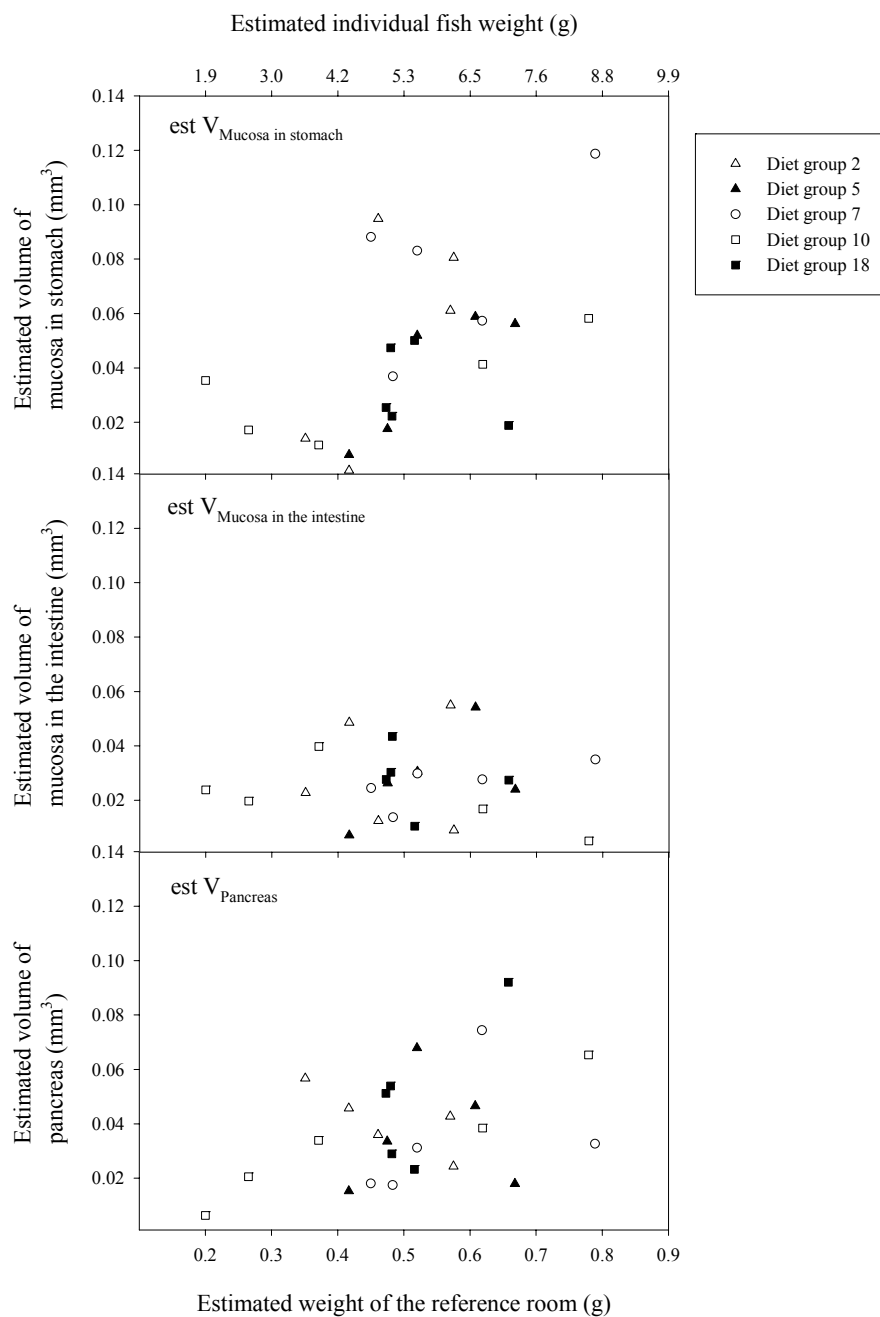 Estimated individual fish weight (g)
1.9 3.0 4.2 5.3 6.5 7.6 8.8 9.9
est V Mucosa in stomach
Estimated volume of
mucosa in stomach (mm³)
0.14
0.12
0.10
0.08
0.06
0.04
0.02
Diet group 2
Diet group 5
Diet group 7
Diet group 10
Diet group 18
est V Mucosa in the intestine
Estimated volume of
mucosa in the intestine (mm³)
0.14
0.12
0.10
0.08
0.06
0.04
0.02
est V Pancreas
Estimated volume of
pancreas (mm³)
0.14
0.12
0.10
0.08
0.06
0.04
0.02
0.2 0.3 0.4 0.5 0.6 0.7 0.8 0.9
Estimated weight of the reference room (g)